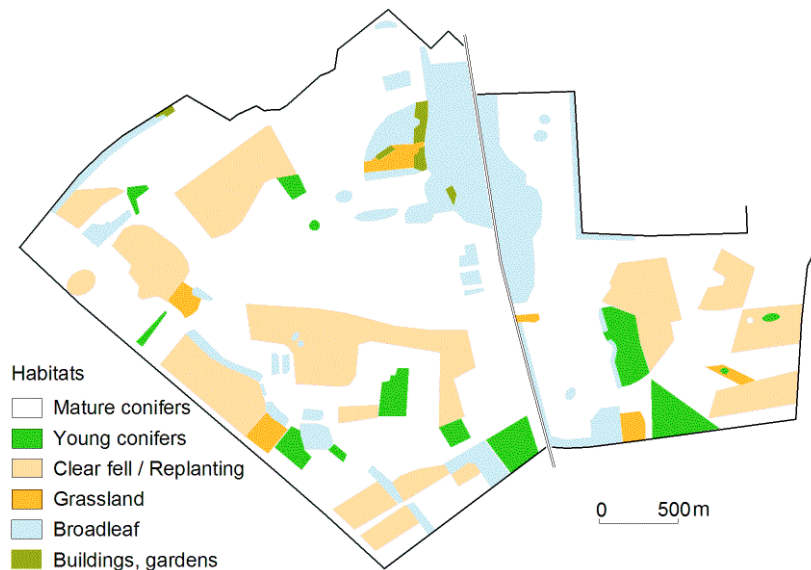 Habitats
Mature conifers
Young conifers
Clear fell / Replanting
Grassland
Broadleaf
Buildings, gardens
0 500m